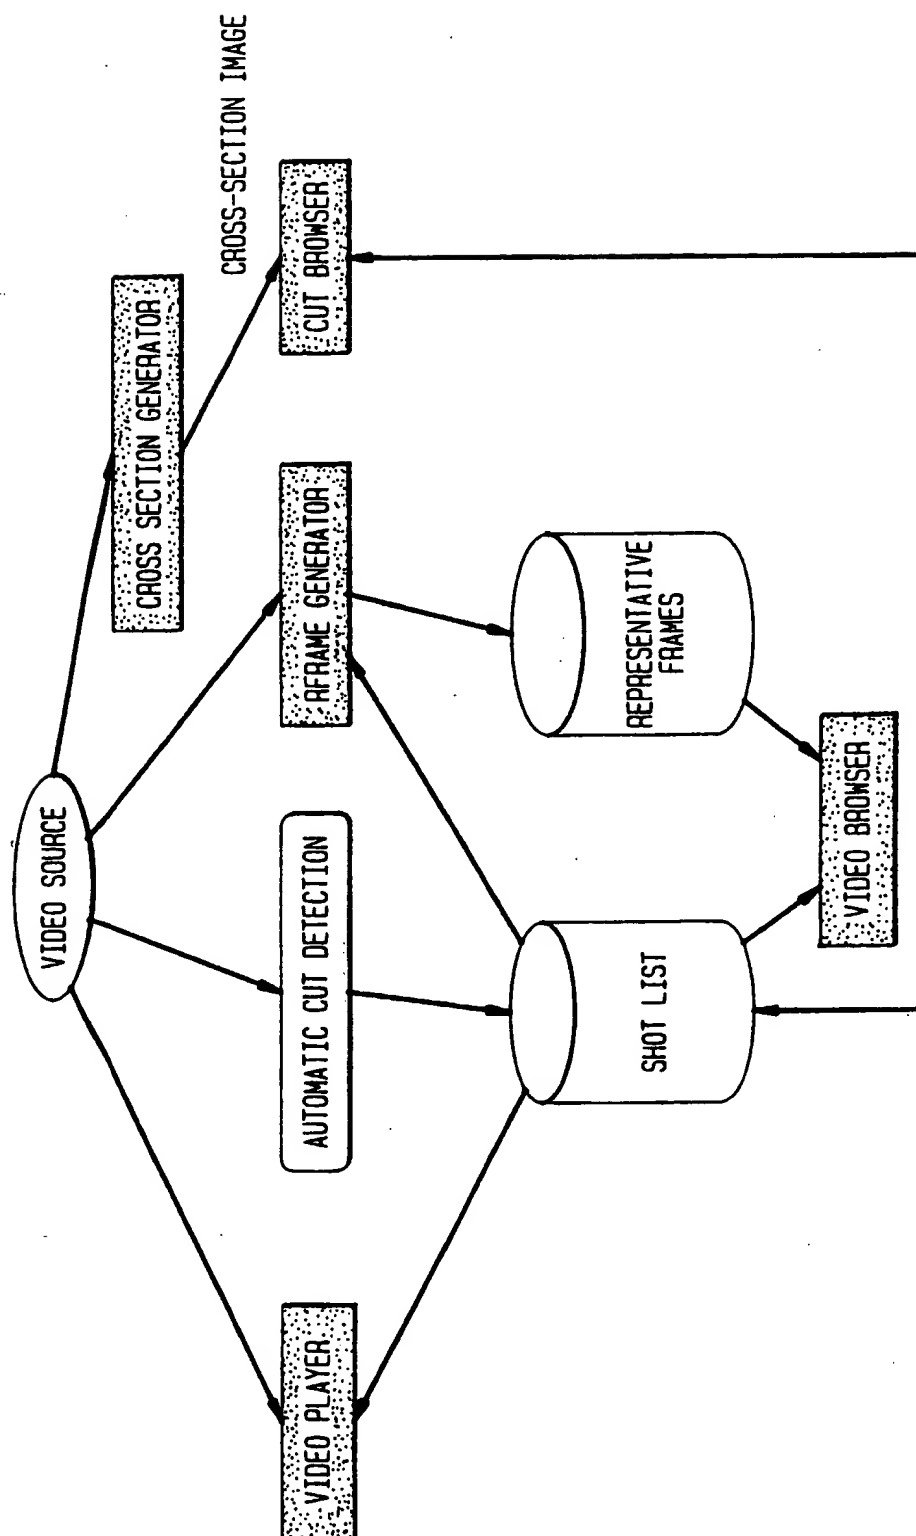 VIDEO SOURCE
CROSS SECTION GENERATOR
CROSS-SECTION IMAGE
VIDEO PLAYER
AUTOMATIC CUT DETECTION
RFRAME GENERATOR
CUT BROWSER
SHOT LIST
REPRESENTATIVE
FRAMES
VIDEO BROWSER